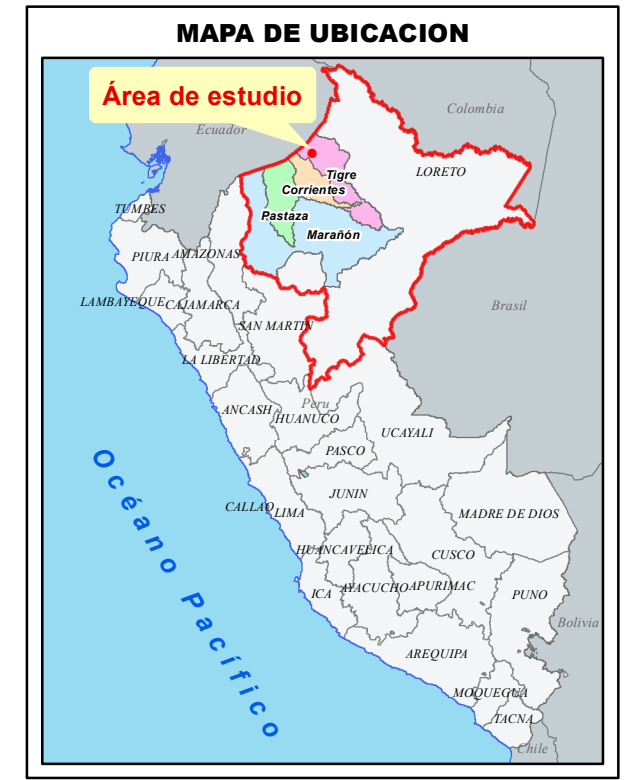 MAPA DE UBICACION
Área de estudio
Colombia
Ecuador
LORETO
Tigre
Corrientes
Pastaza
Marañón
TUMBES
PIURA
AMAZONAS
Brasil
LAMBAYEQUE
CAJAMARCA
SAN MARTIN
LA LIBERTAD
Peru
ANCASH
HUANUCO
UCAYALI
PASCO
Océano Pacífico
JUNIN
CALLAO
LIMA
MADRE DE DIOS
HUANCAVELICA
CUSCO
ICA
AYACUCHO
APURIMAC
PUNO
Bolivia
AREQUIPA
MOQUEGUA
TACNA
Chile